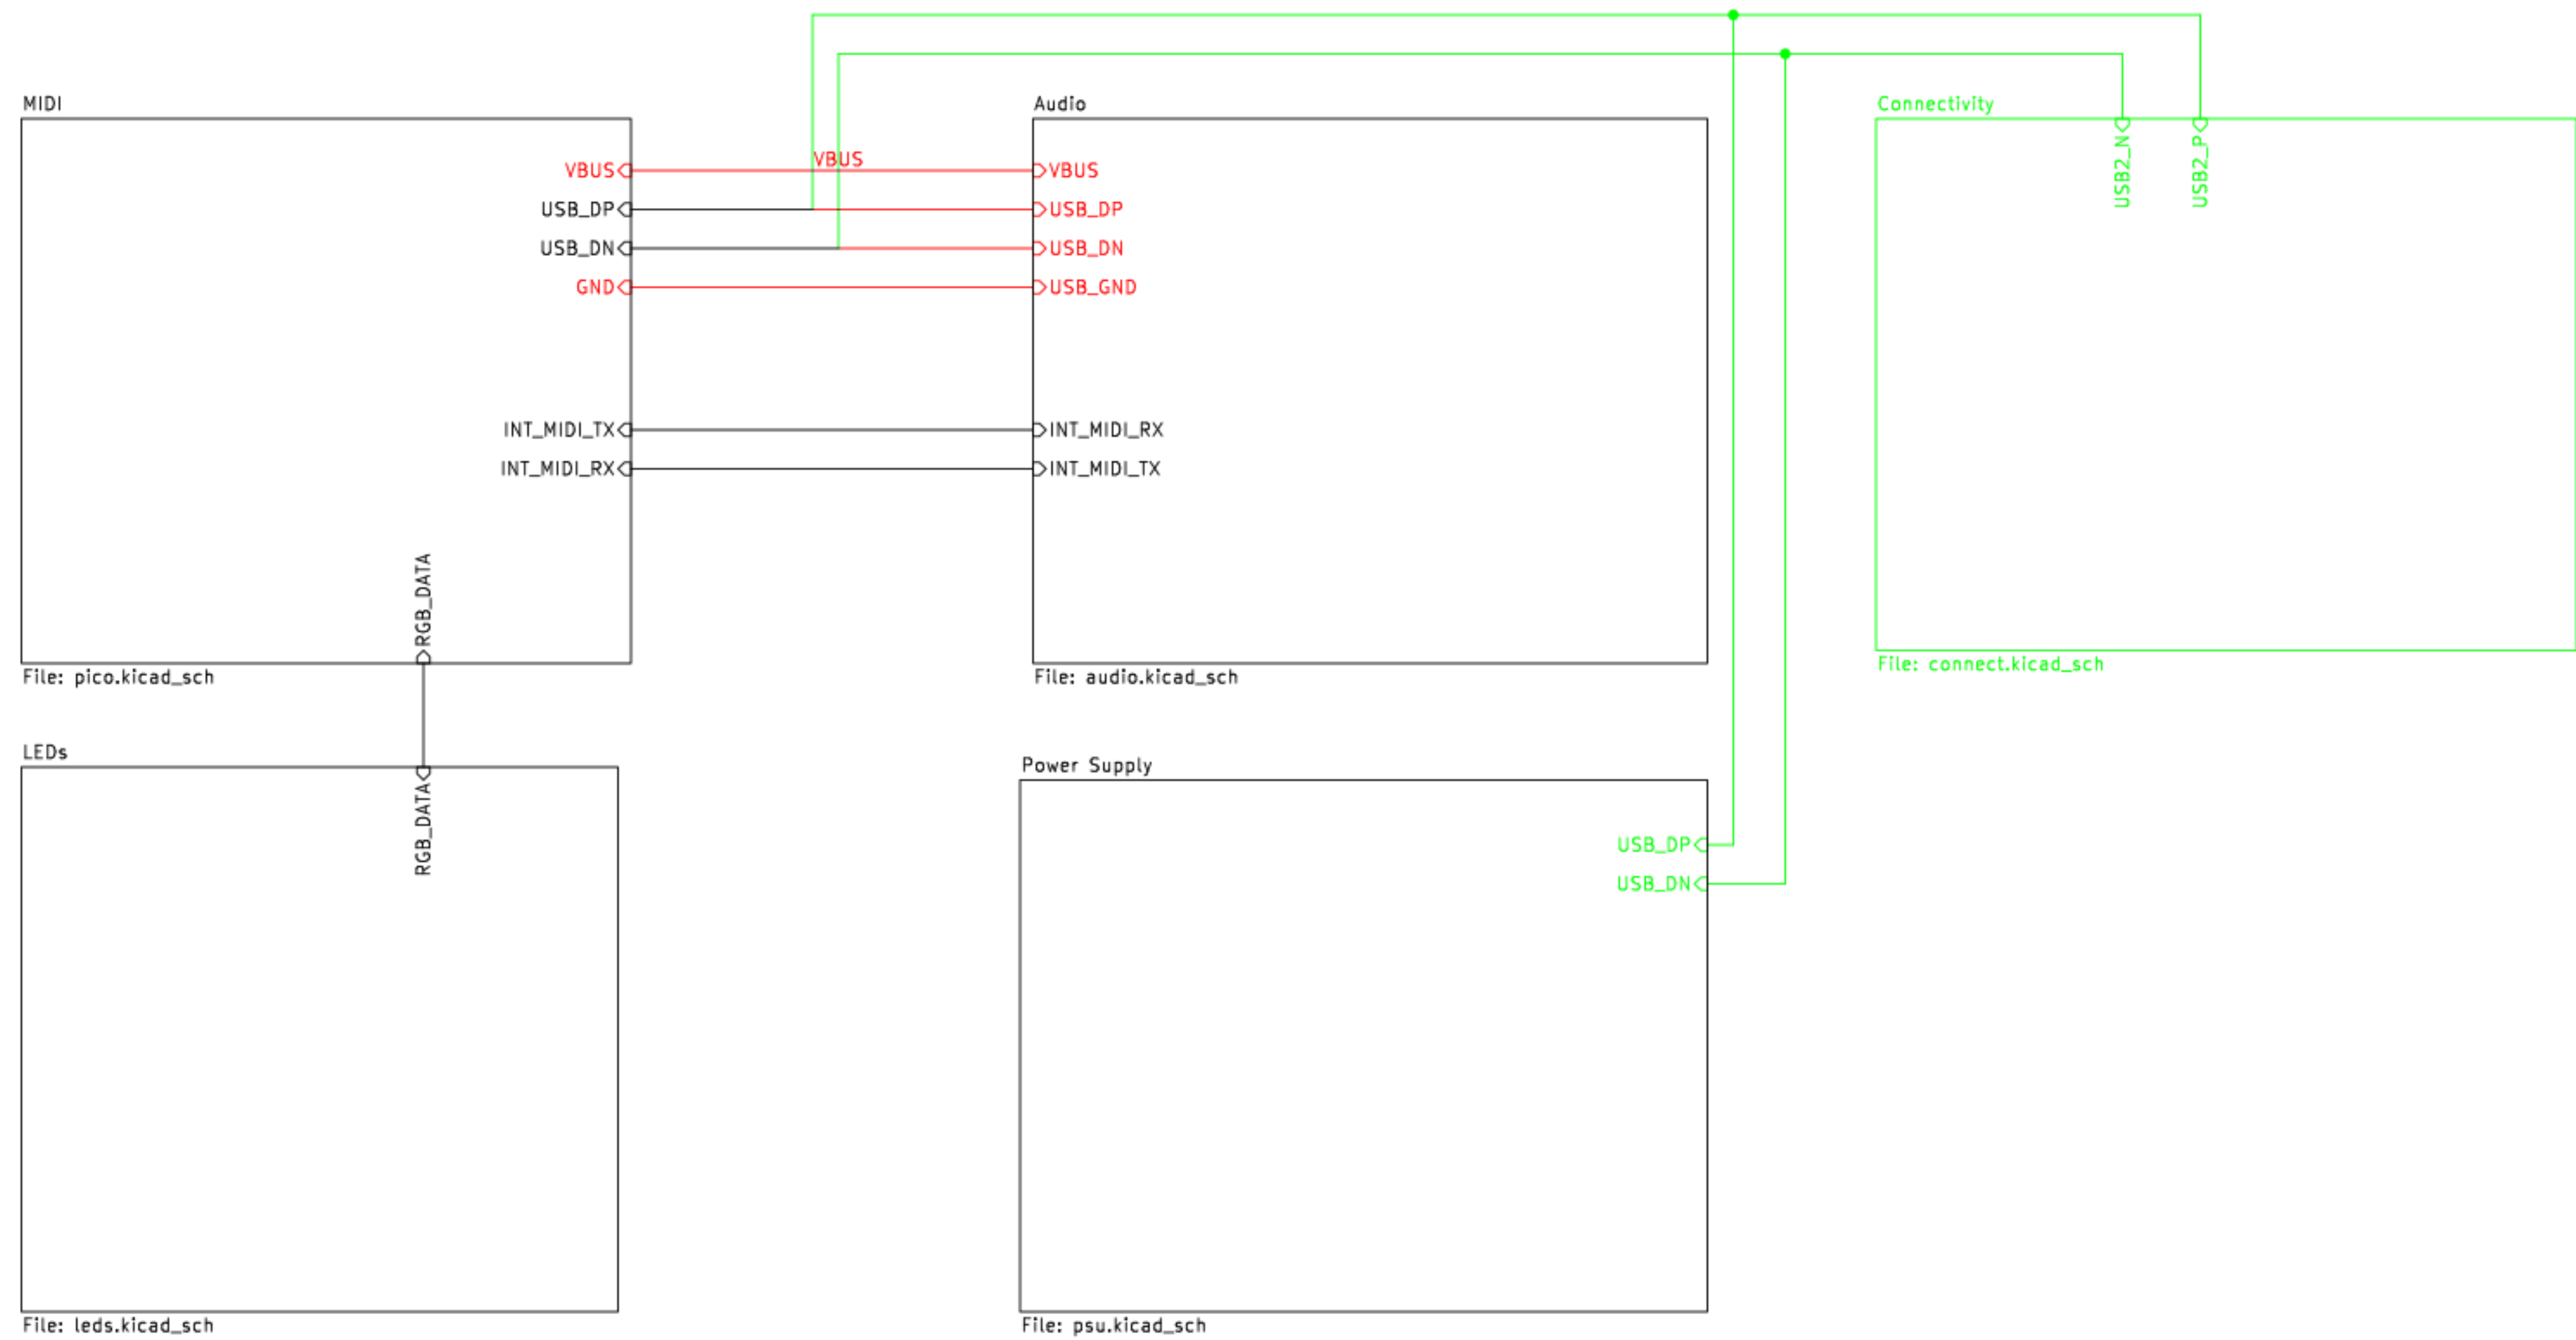 MIDI
VBUS
USB_DP
USB_DN
GND
INT_MIDI_TX
INT_MIDI_RX
RGB_DATA
File: pico.kicad_sch
VBUS
Audio
VBUS
USB_DP
USB_DN
USB_GND
INT_MIDI_RX
INT_MIDI_TX
File: audio.kicad_sch
Connectivity
USB2_N
USB2_P
File: connect.kicad_sch
LEDs
RGB_DATA
File: leds.kicad_sch
Power Supply
USB_DP
USB_DN
File: psu.kicad_sch